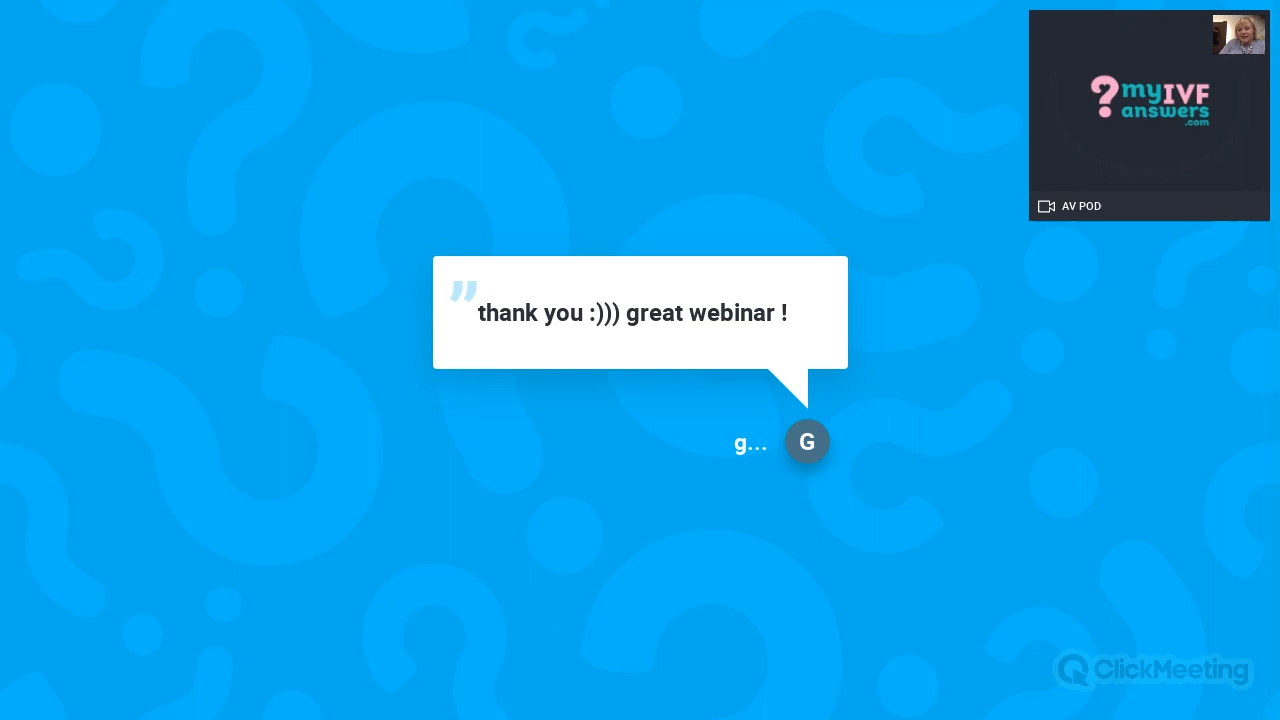 ?myIVF
answers
.com
AV POD
” thank you :))) great webinar !
g... G
ClickMeeting